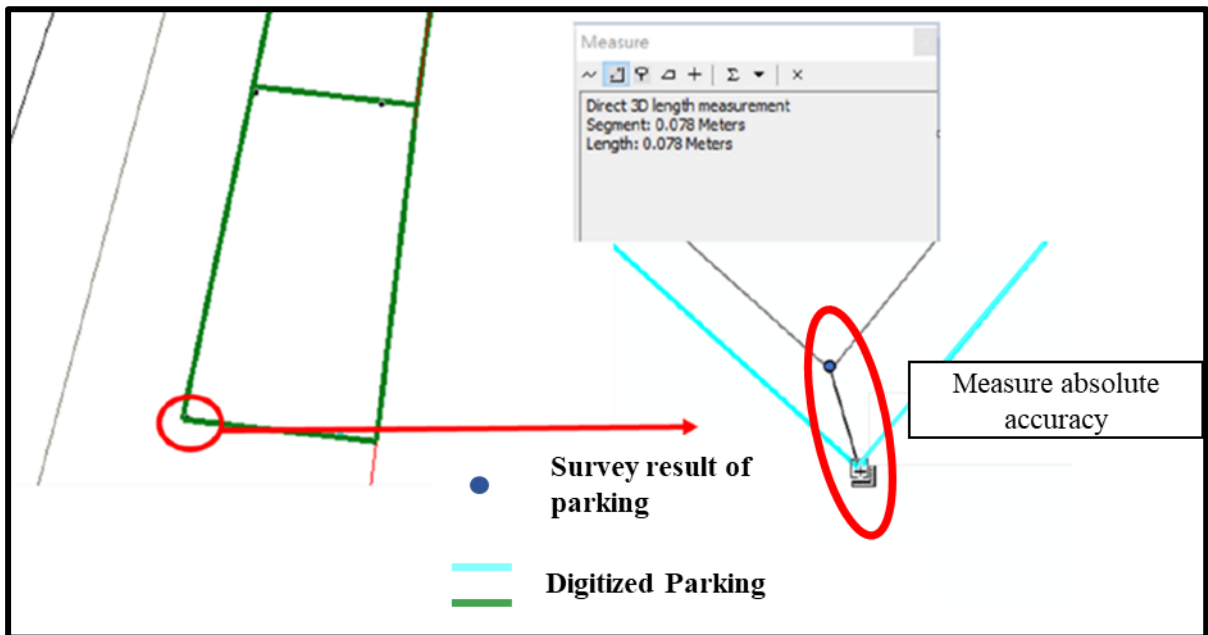 Measure
Direct 3D length measurement
Segment: 0.078 Meters
Length: 0.078 Meters
Measure absolute
accuracy
Survey result of
parking
Digitized Parking